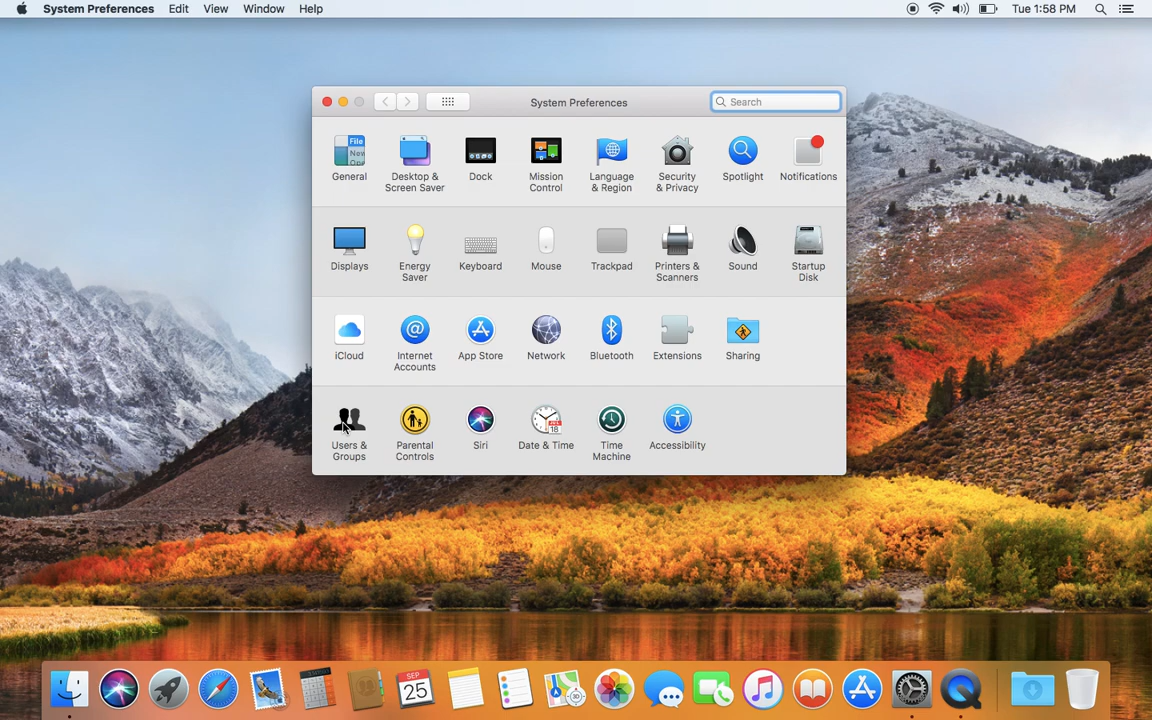 System Preferences Edit View Window Help Tue 1:58 PM
System Preferences Search
General Desktop & Screen Saver Dock Mission Control Language & Region Security & Privacy Spotlight Notifications
Displays Energy Saver Keyboard Mouse Trackpad Printers & Scanners Sound Startup Disk
iCloud Internet Accounts App Store Network Bluetooth Extensions Sharing
Users & Groups Parental Controls Siri Date & Time Time Machine Accessibility
SEP
25